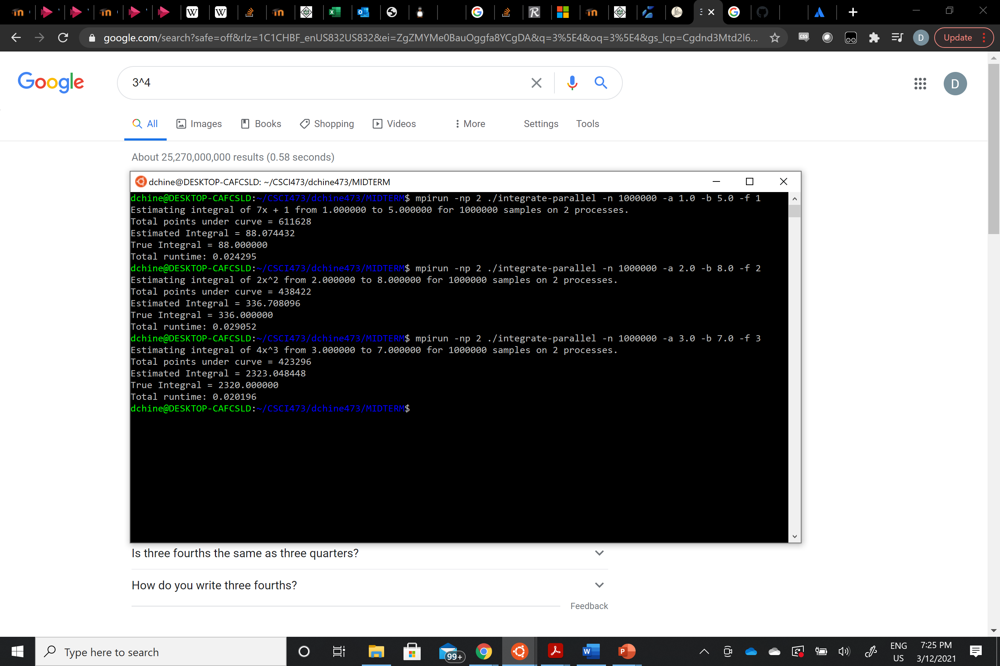 google.com/search?safe=off&rlz=1C1CHBF_enUS832US832&ei=ZgZMYMe0BauOggfa8YCgDA&q=3%5E4&oq=3%5E4&gs_lcp=Cgdnd3Mtd2l6...
Update
Google
3^4
D
All Images Books Shopping Videos More Settings Tools
About 25,270,000,000 results (0.58 seconds)
dchine@DESKTOP-CAFCSLD: ~/CSCI473/dchine473/MIDTERM
dchine@DESKTOP-CAFCSLD:~/CSCI473/dchine473/MIDTERM$ mpirun -np 2 ./integrate-parallel -n 1000000 -a 1.0 -b 5.0 -f 1
Estimating integral of 7x + 1 from 1.000000 to 5.000000 for 1000000 samples on 2 processes.
Total points under curve = 611628
Estimated Integral = 88.074432
True Integral = 88.000000
Total runtime: 0.024295
dchine@DESKTOP-CAFCSLD:~/CSCI473/dchine473/MIDTERM$ mpirun -np 2 ./integrate-parallel -n 1000000 -a 2.0 -b 8.0 -f 2
Estimating integral of 2x^2 from 2.000000 to 8.000000 for 1000000 samples on 2 processes.
Total points under curve = 438422
Estimated Integral = 336.708096
True Integral = 336.000000
Total runtime: 0.029052
dchine@DESKTOP-CAFCSLD:~/CSCI473/dchine473/MIDTERM$ mpirun -np 2 ./integrate-parallel -n 1000000 -a 3.0 -b 7.0 -f 3
Estimating integral of 4x^3 from 3.000000 to 7.000000 for 1000000 samples on 2 processes.
Total points under curve = 423296
Estimated Integral = 2323.048448
True Integral = 2320.000000
Total runtime: 0.020196
dchine@DESKTOP-CAFCSLD:~/CSCI473/dchine473/MIDTERM$
Is three fourths the same as three quarters?
How do you write three fourths?
Feedback
Type here to search
99+
ENG
US
7:25 PM
3/12/2021